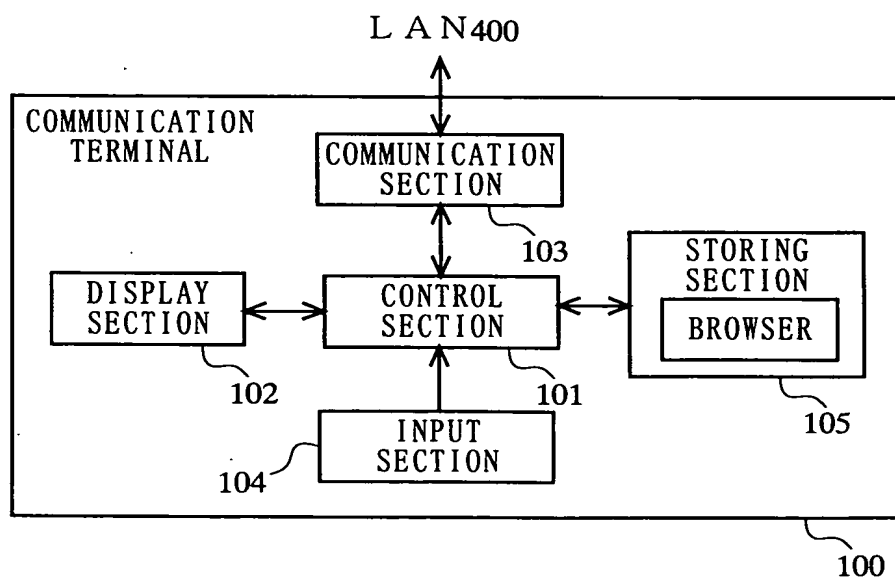 LAN400
COMMUNICATION
TERMINAL
COMMUNICATION
SECTION
103
STORING
SECTION
BROWSER
105
DISPLAY
SECTION
102
CONTROL
SECTION
101
INPUT
SECTION
104
100